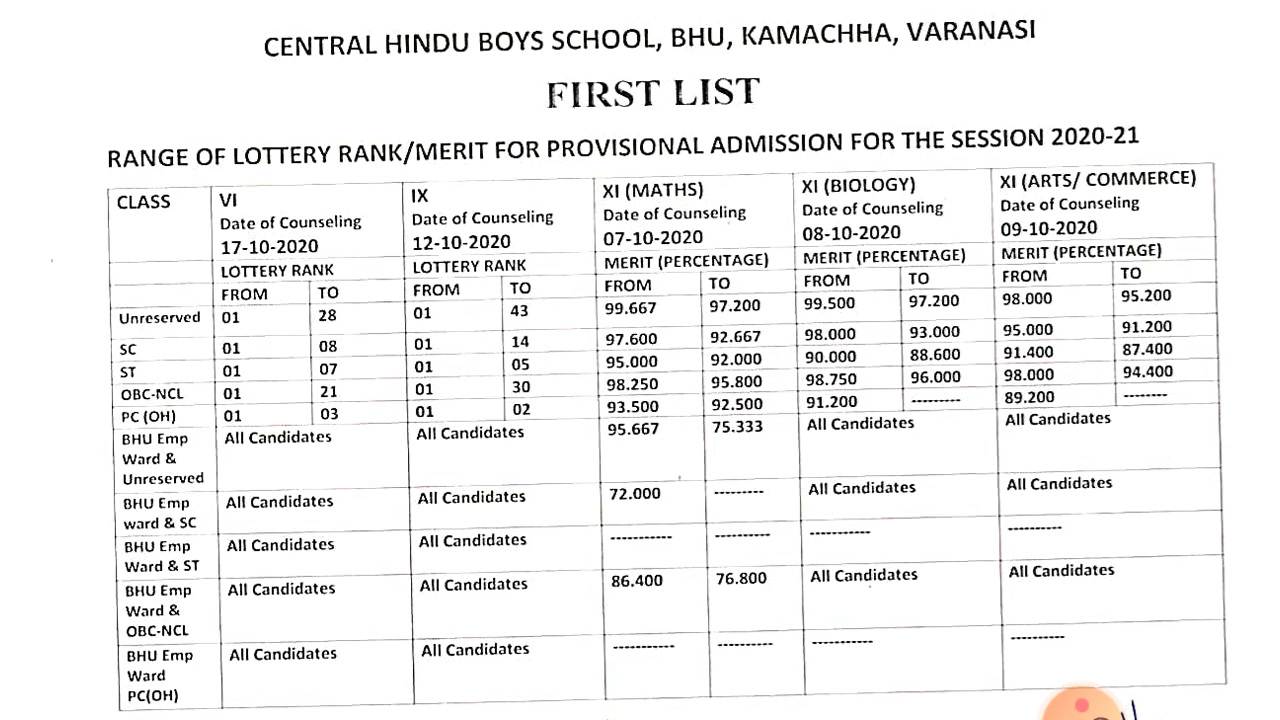 CENTRAL HINDU BOYS SCHOOL, BHU, KAMACHHA, VARANASI
FIRST LIST
RANGE OF LOTTERY RANK/MERIT FOR PROVISIONAL ADMISSION FOR THE SESSION 2020-21
CLASS VI IX XI (MATHS) XI (BIOLOGY) XI (ARTS/ COMMERCE)
Date of Counseling Date of Counseling Date of Counseling Date of Counseling Date of Counseling
17-10-2020 12-10-2020 07-10-2020 08-10-2020 09-10-2020
LOTTERY RANK LOTTERY RANK MERIT (PERCENTAGE) MERIT (PERCENTAGE) MERIT (PERCENTAGE)
FROM TO FROM TO FROM TO FROM TO FROM TO
Unreserved 01 28 01 43 99.667 97.200 99.500 97.200 98.000 95.200
SC 01 08 01 14 97.600 92.667 98.000 93.000 95.000 91.200
ST 01 07 01 05 95.000 92.000 90.000 88.600 91.400 87.400
OBC-NCL 01 21 01 30 98.250 95.800 98.750 96.000 98.000 94.400
PC (OH) 01 03 01 02 93.500 92.500 91.200 --------- 89.200 --------
BHU Emp All Candidates All Candidates 95.667 75.333 All Candidates All Candidates
Ward &
Unreserved
BHU Emp All Candidates All Candidates 72.000 --------- All Candidates All Candidates
ward & SC
BHU Emp All Candidates All Candidates ----------- ---------- ----------- ----------
Ward & ST
BHU Emp All Candidates All Candidates 86.400 76.800 All Candidates All Candidates
Ward &
OBC-NCL
BHU Emp All Candidates All Candidates ----------- ---------- ----------- ----------
Ward
PC(OH)